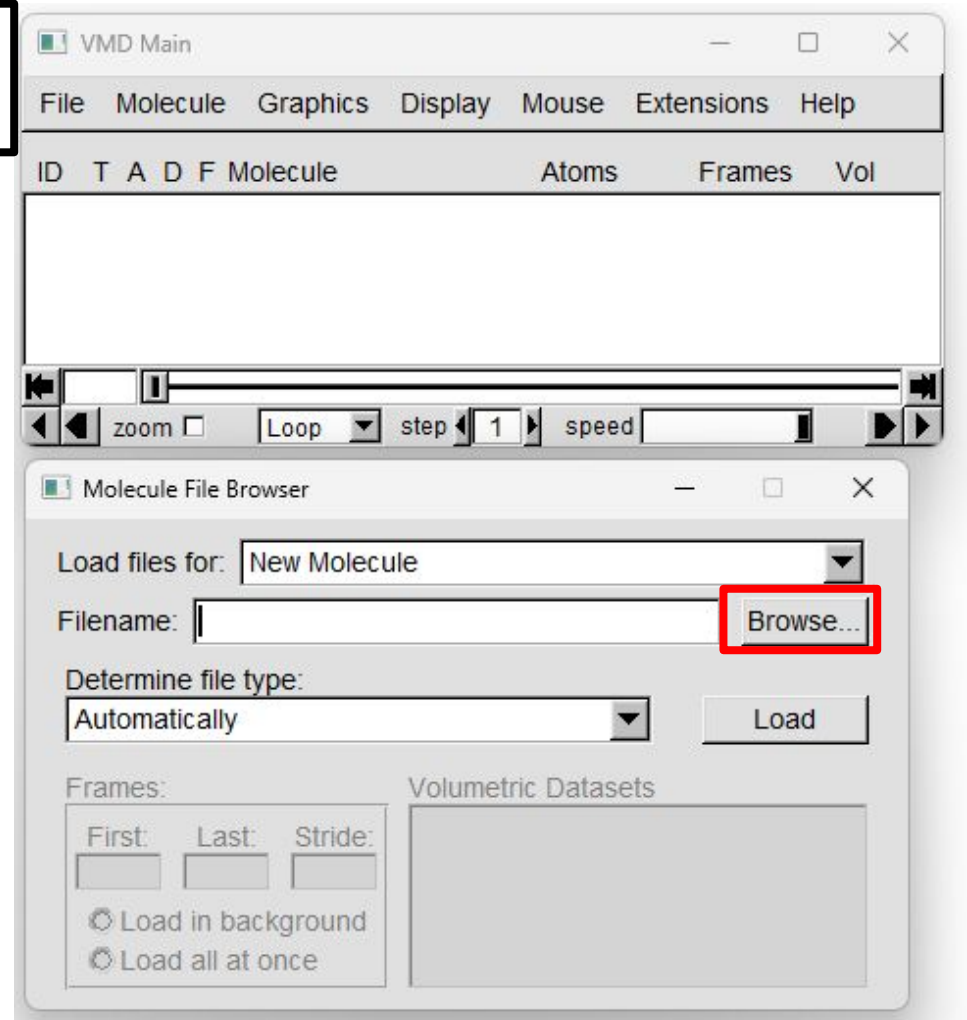 VMD Main
File Molecule Graphics Display Mouse Extensions Help
ID T A D F Molecule Atoms Frames Vol
zoom Loop step 1 speed
Molecule File Browser
Load files for: New Molecule
Filename: Browse...
Determine file type:
Automatically Load
Frames: Volumetric Datasets
First: Last: Stride:
Load in background
Load all at once